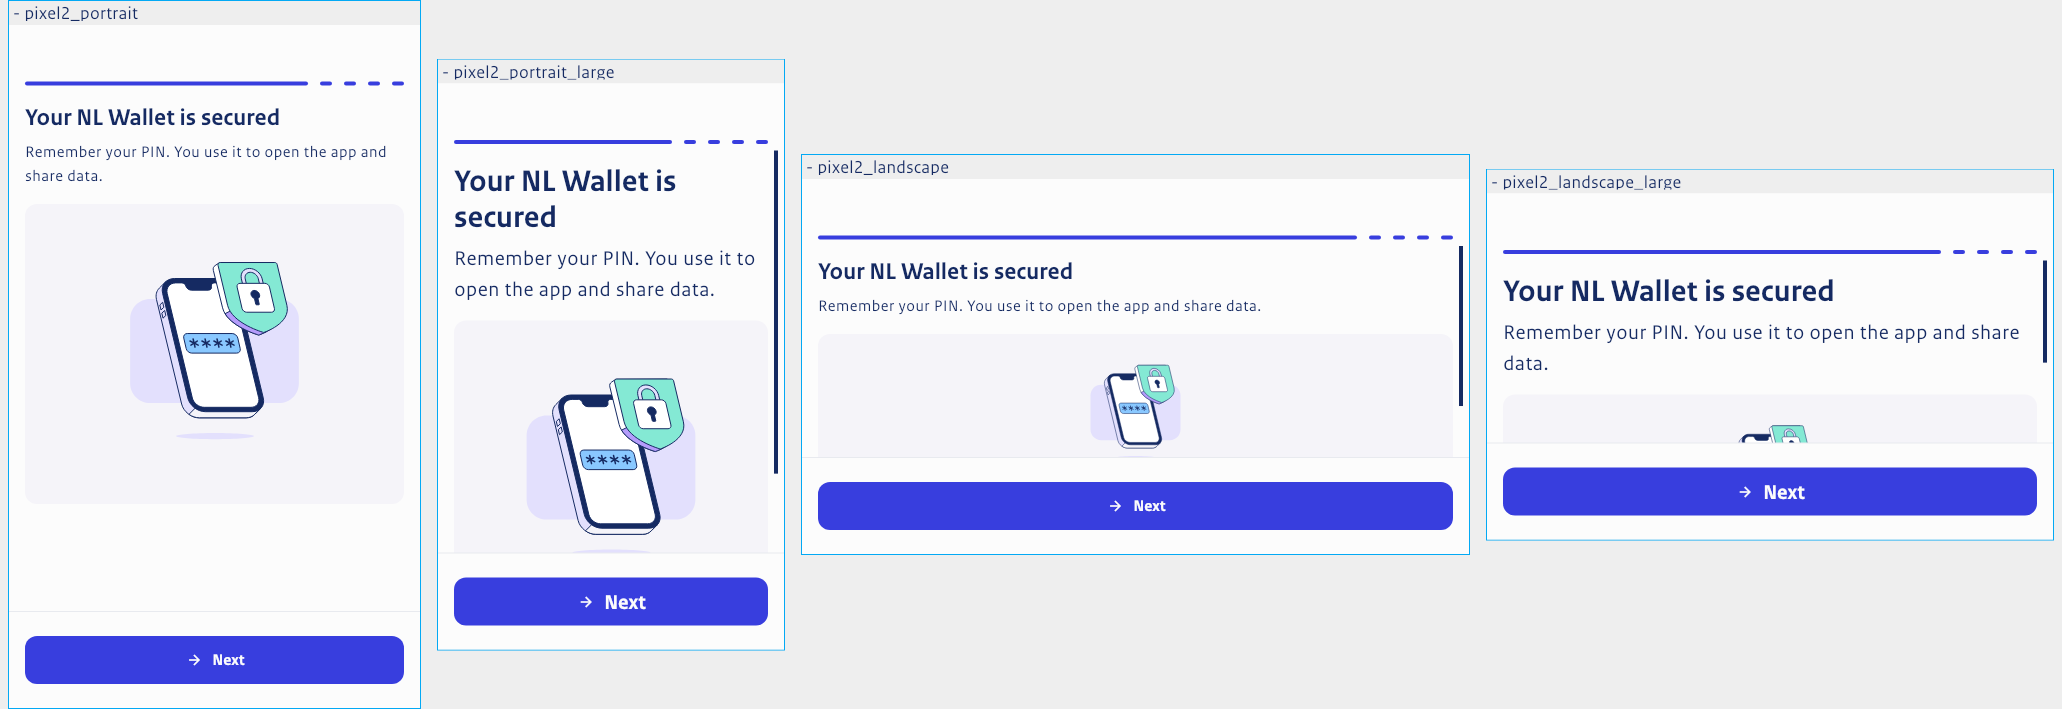 - pixel2_portrait
Your NL Wallet is secured
Remember your PIN. You use it to open the app and
share data.
****
→ Next
- pixel2_portrait_large
Your NL Wallet is
secured
Remember your PIN. You use it to
open the app and share data.
****
→ Next
- pixel2_landscape
Your NL Wallet is secured
Remember your PIN. You use it to open the app and share data.
****
→ Next
- pixel2_landscape_large
Your NL Wallet is secured
Remember your PIN. You use it to open the app and share
data.
→ Next